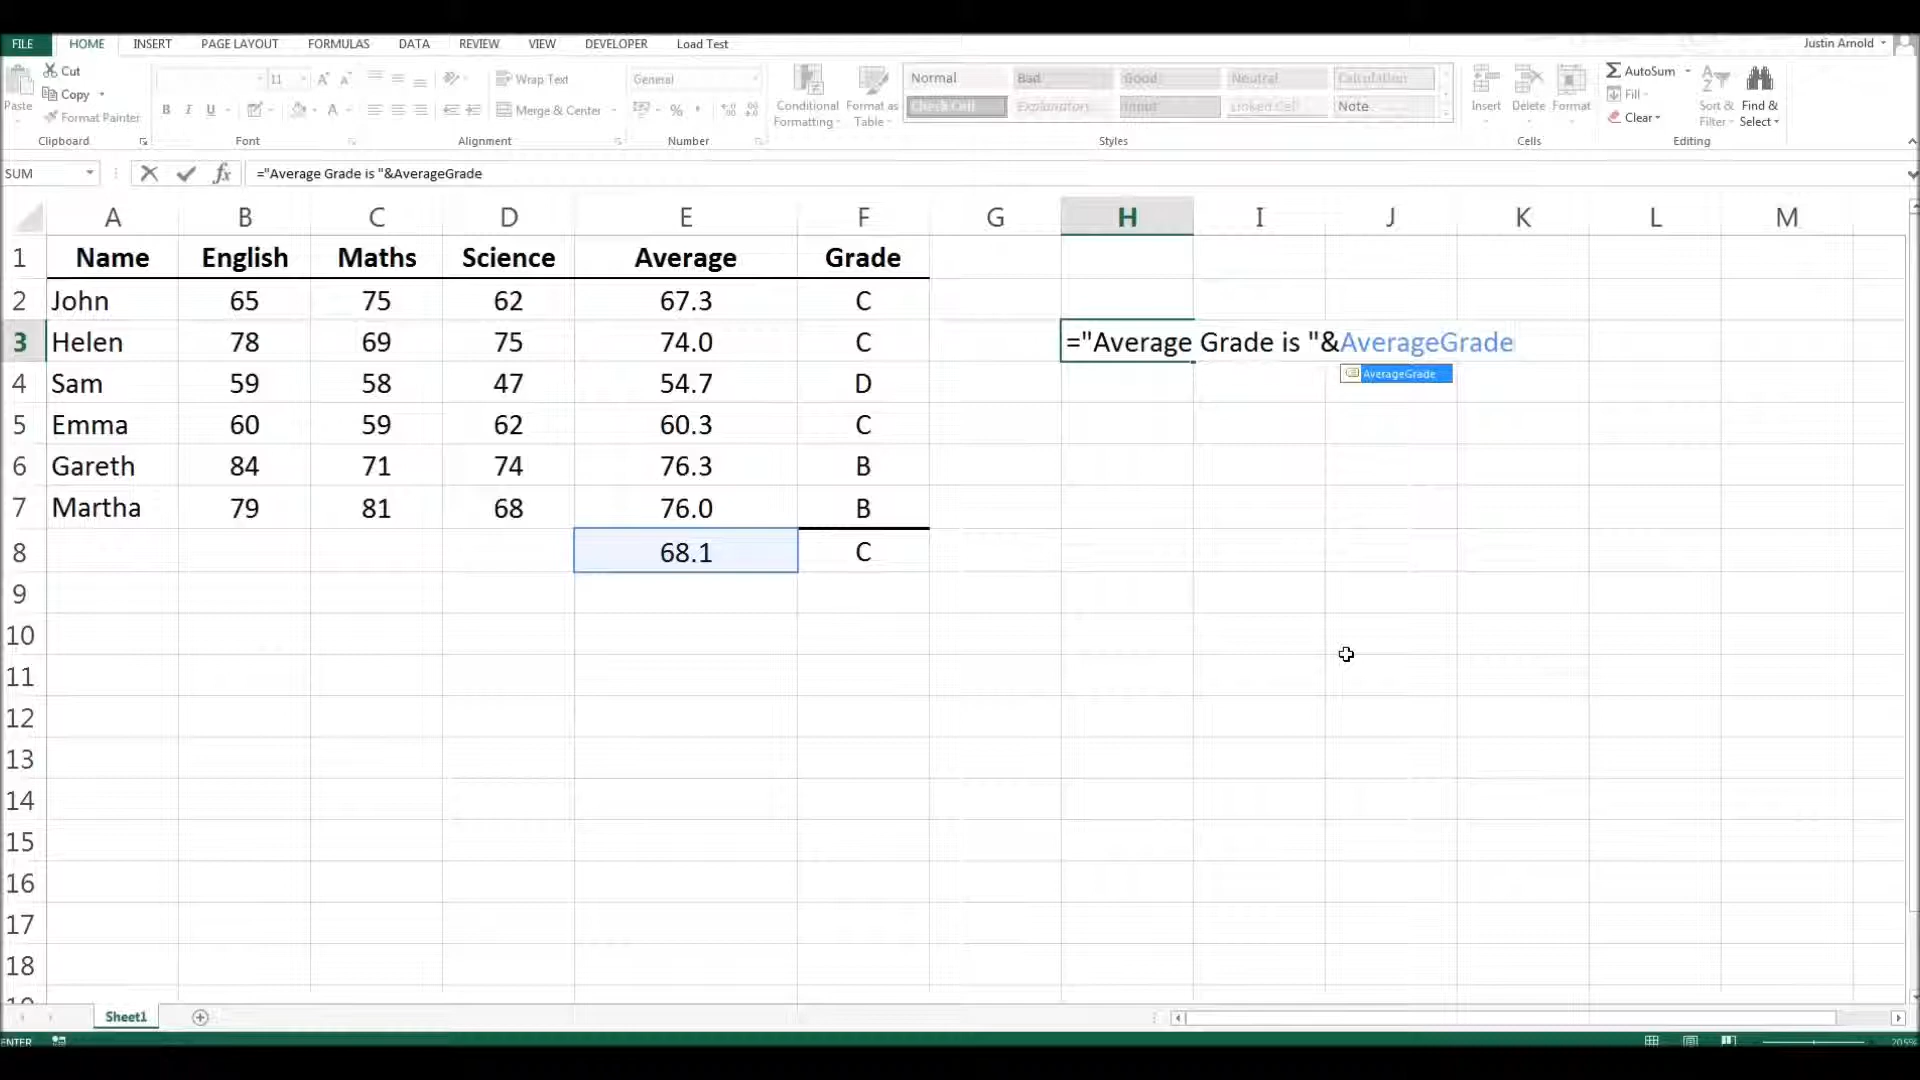 FILE HOME INSERT PAGE LAYOUT FORMULAS DATA REVIEW VIEW DEVELOPER Load Test Justin Arnold
Cut
Copy
Format Painter
Paste
Clipboard
11
B I U
Font
Wrap Text
Merge & Center
Alignment
General
%
Number
Conditional Formatting
Format as Table
Normal Bad Good Neutral Calculation
Check Cell Explanatory Input Linked Cell Note
Styles
Insert Delete Format
Cells
AutoSum
Fill
Clear
Sort & Filter
Find & Select
Editing
SUM fx ="Average Grade is "&AverageGrade
A B C D E F G H I J K L M
1 Name English Maths Science Average Grade
2 John 65 75 62 67.3 C
3 Helen 78 69 75 74.0 C ="Average Grade is "&AverageGrade
AverageGrade
4 Sam 59 58 47 54.7 D
5 Emma 60 59 62 60.3 C
6 Gareth 84 71 74 76.3 B
7 Martha 79 81 68 76.0 B
8 68.1 C
9
10
11
12
13
14
15
16
17
18
Sheet1
ENTER